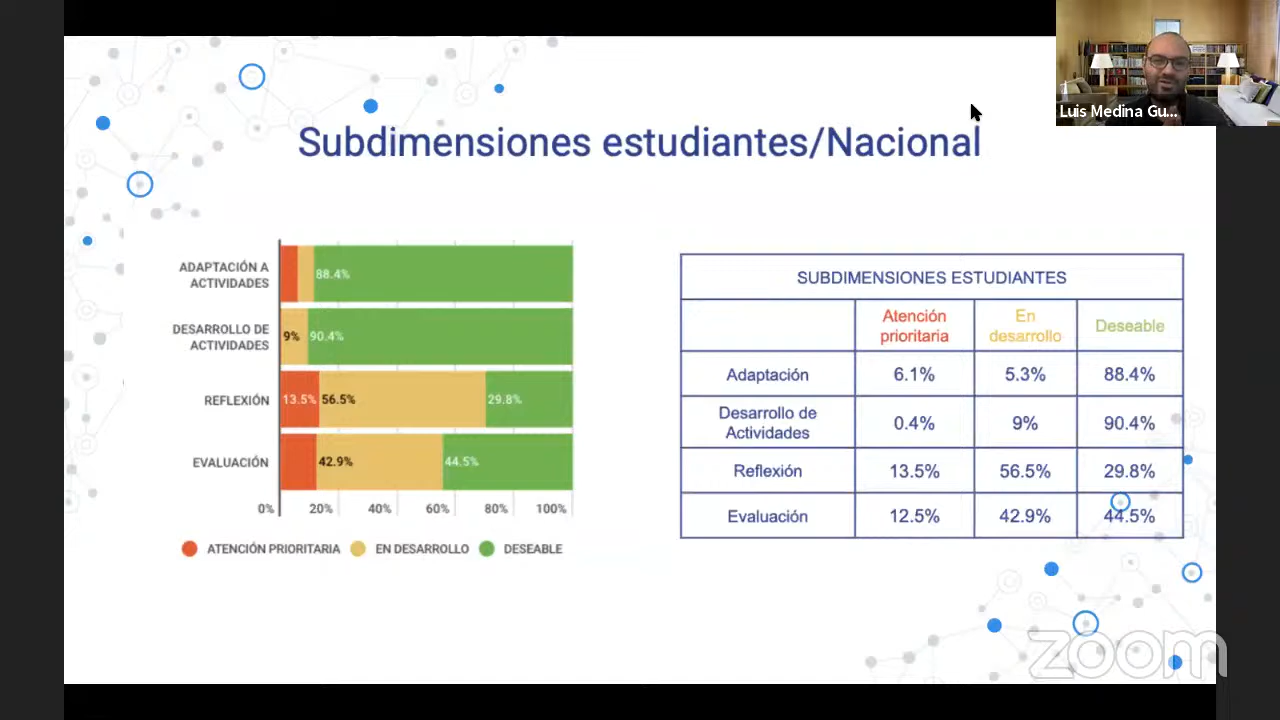 Luis Medina Gu...
Subdimensiones estudiantes/Nacional
ADAPTACIÓN A
ACTIVIDADES
88.4%
DESARROLLO DE
ACTIVIDADES
9%
90.4%
REFLEXIÓN
13.5%
56.5%
29.8%
EVALUACIÓN
42.9%
44.5%
0%
20%
40%
60%
80%
100%
ATENCIÓN PRIORITARIA
EN DESARROLLO
DESEABLE
SUBDIMENSIONES ESTUDIANTES
Atención
prioritaria
En
desarrollo
Deseable
Adaptación
6.1%
5.3%
88.4%
Desarrollo de
Actividades
0.4%
9%
90.4%
Reflexión
13.5%
56.5%
29.8%
Evaluación
12.5%
42.9%
44.5%
zoom